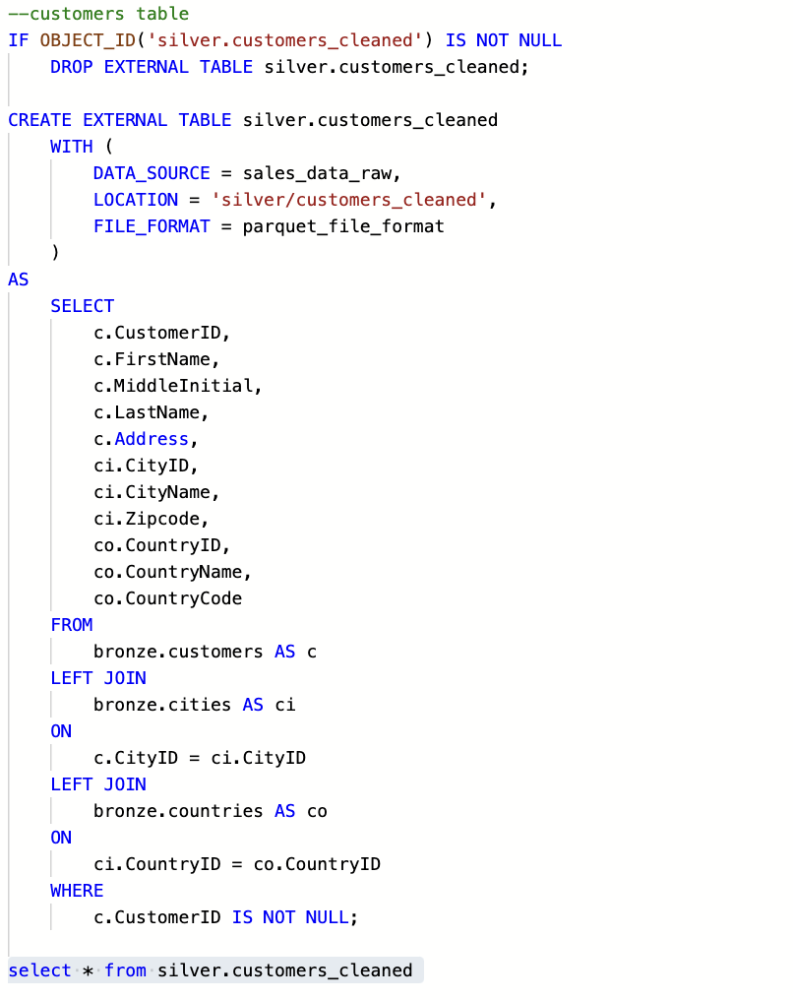 --customers table
IF OBJECT_ID('silver.customers_cleaned') IS NOT NULL
    DROP EXTERNAL TABLE silver.customers_cleaned;

CREATE EXTERNAL TABLE silver.customers_cleaned
    WITH (
        DATA_SOURCE = sales_data_raw,
        LOCATION = 'silver/customers_cleaned',
        FILE_FORMAT = parquet_file_format
    )
AS
    SELECT
        c.CustomerID,
        c.FirstName,
        c.MiddleInitial,
        c.LastName,
        c.Address,
        ci.CityID,
        ci.CityName,
        ci.Zipcode,
        co.CountryID,
        co.CountryName,
        co.CountryCode
    FROM
        bronze.customers AS c
    LEFT JOIN
        bronze.cities AS ci
    ON
        c.CityID = ci.CityID
    LEFT JOIN
        bronze.countries AS co
    ON
        ci.CountryID = co.CountryID
    WHERE
        c.CustomerID IS NOT NULL;

select * from silver.customers_cleaned